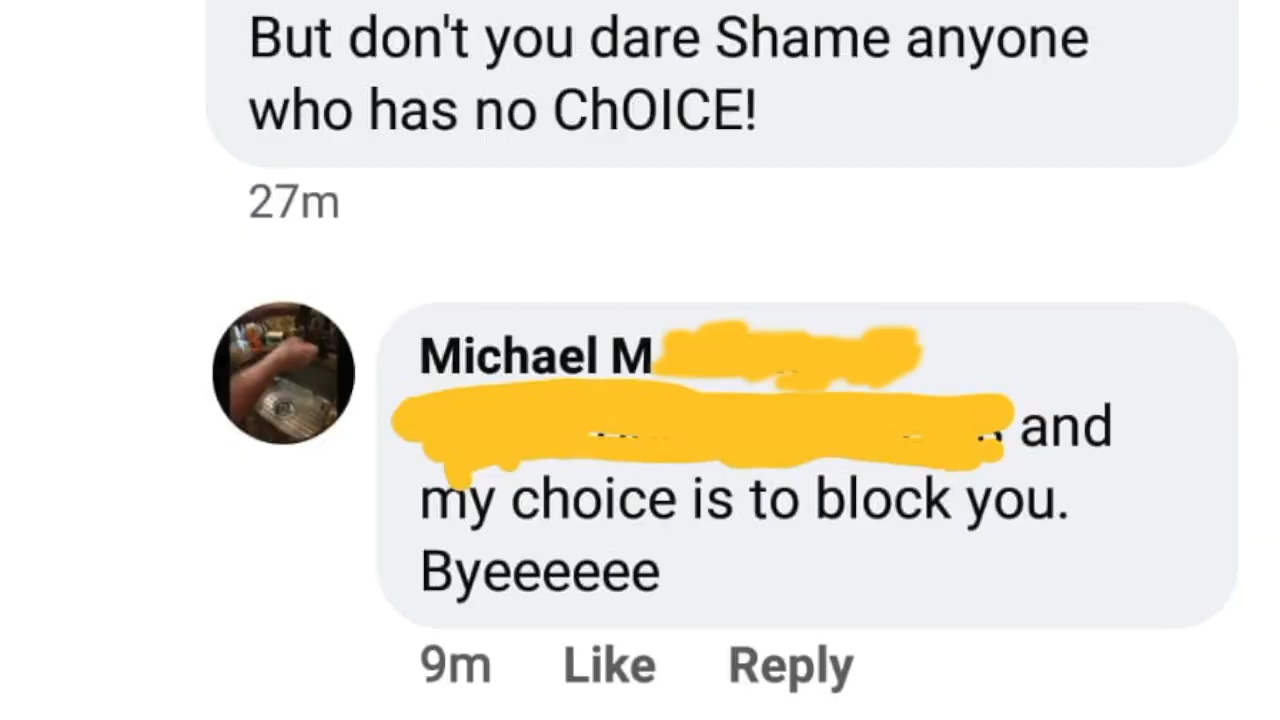 But don't you dare Shame anyone
who has no ChOICE!
27m
Michael M
and
my choice is to block you.
Byeeeeee
9m Like Reply